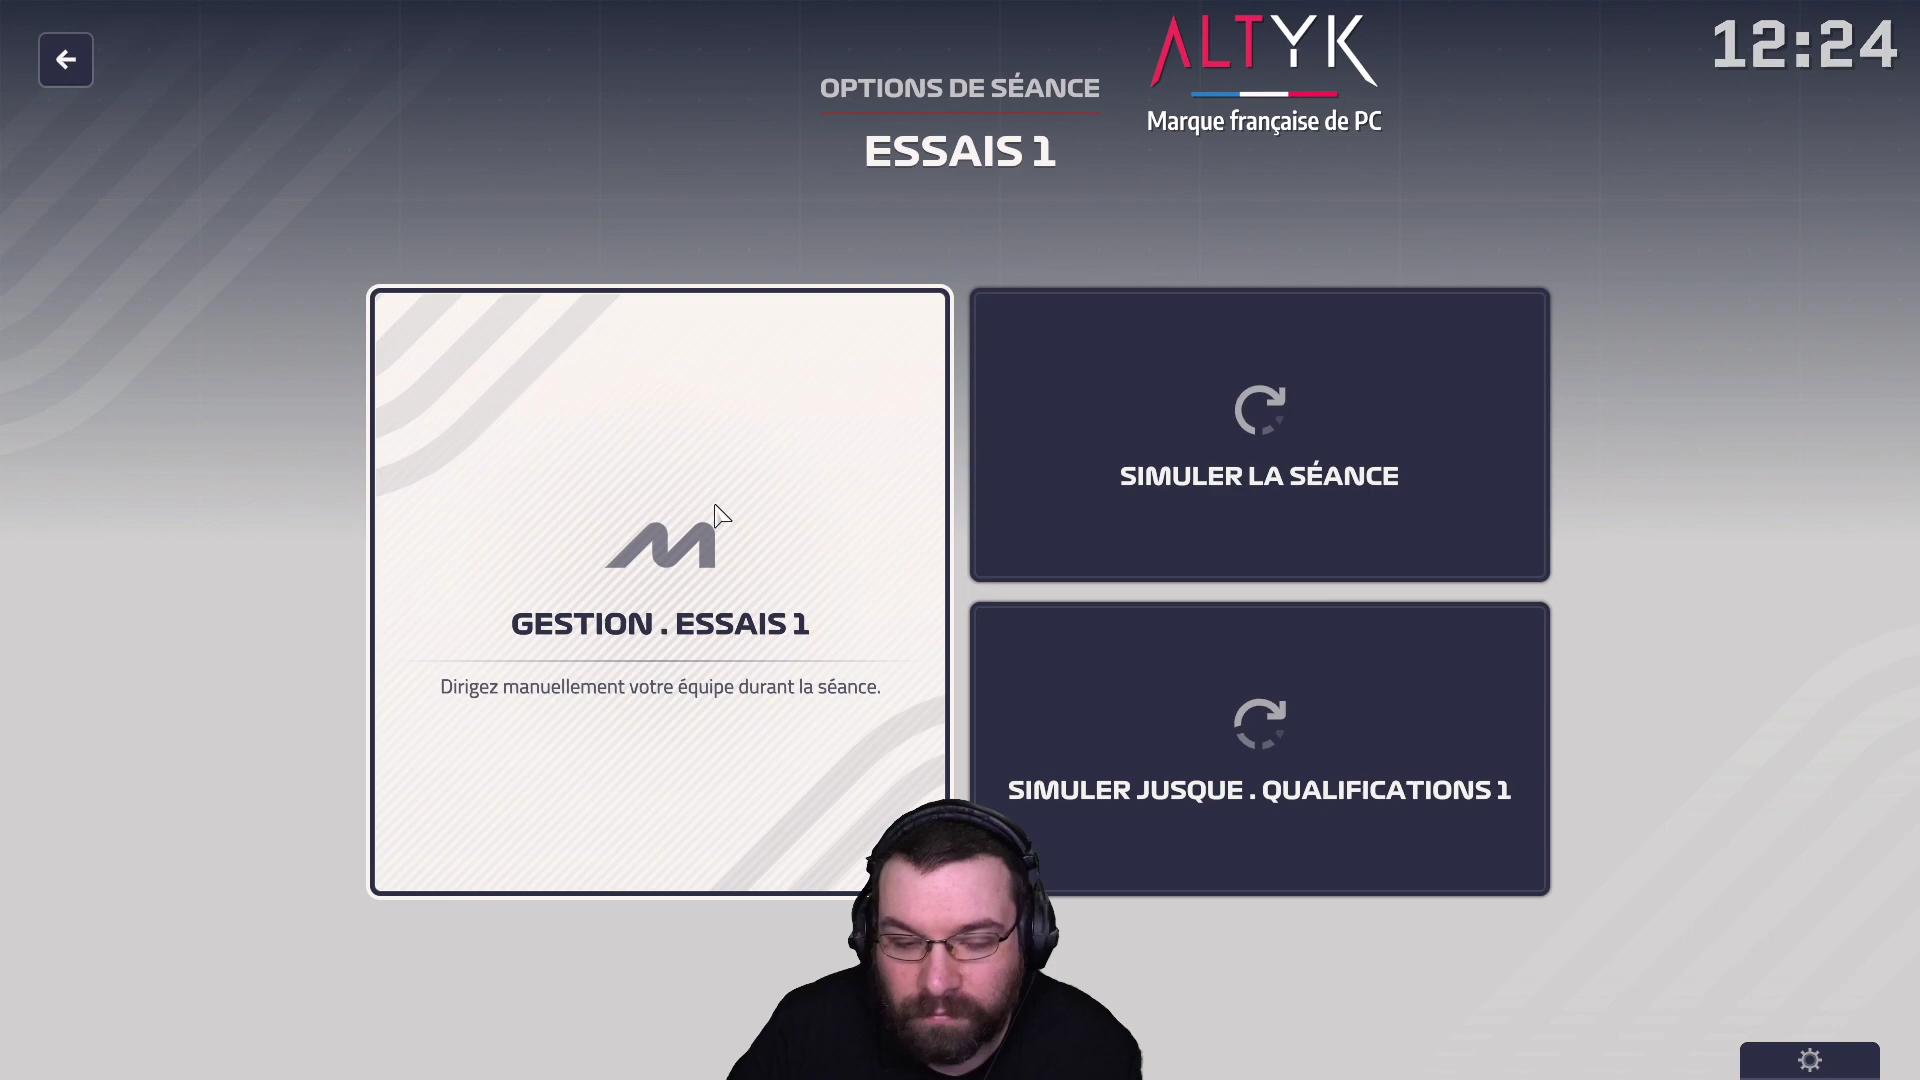 ALTYK
12:24
OPTIONS DE SÉANCE
Marque française de PC
ESSAIS 1
SIMULER LA SÉANCE
GESTION . ESSAIS 1
Dirigez manuellement votre équipe durant la séance.
SIMULER JUSQUE . QUALIFICATIONS 1